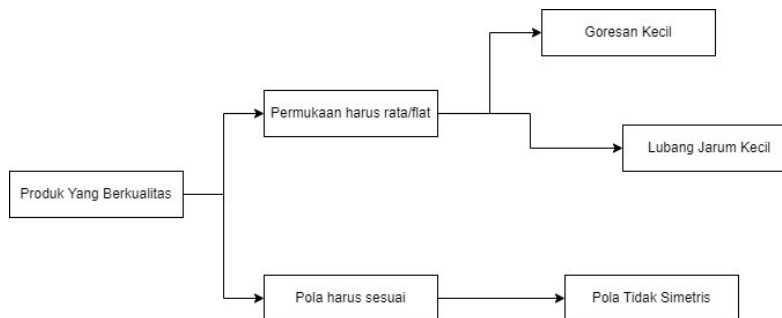 Goresan Kecil
Permukaan harus rata/flat
Lubang Jarum Kecil
Produk Yang Berkualitas
Pola harus sesuai
Pola Tidak Simetris